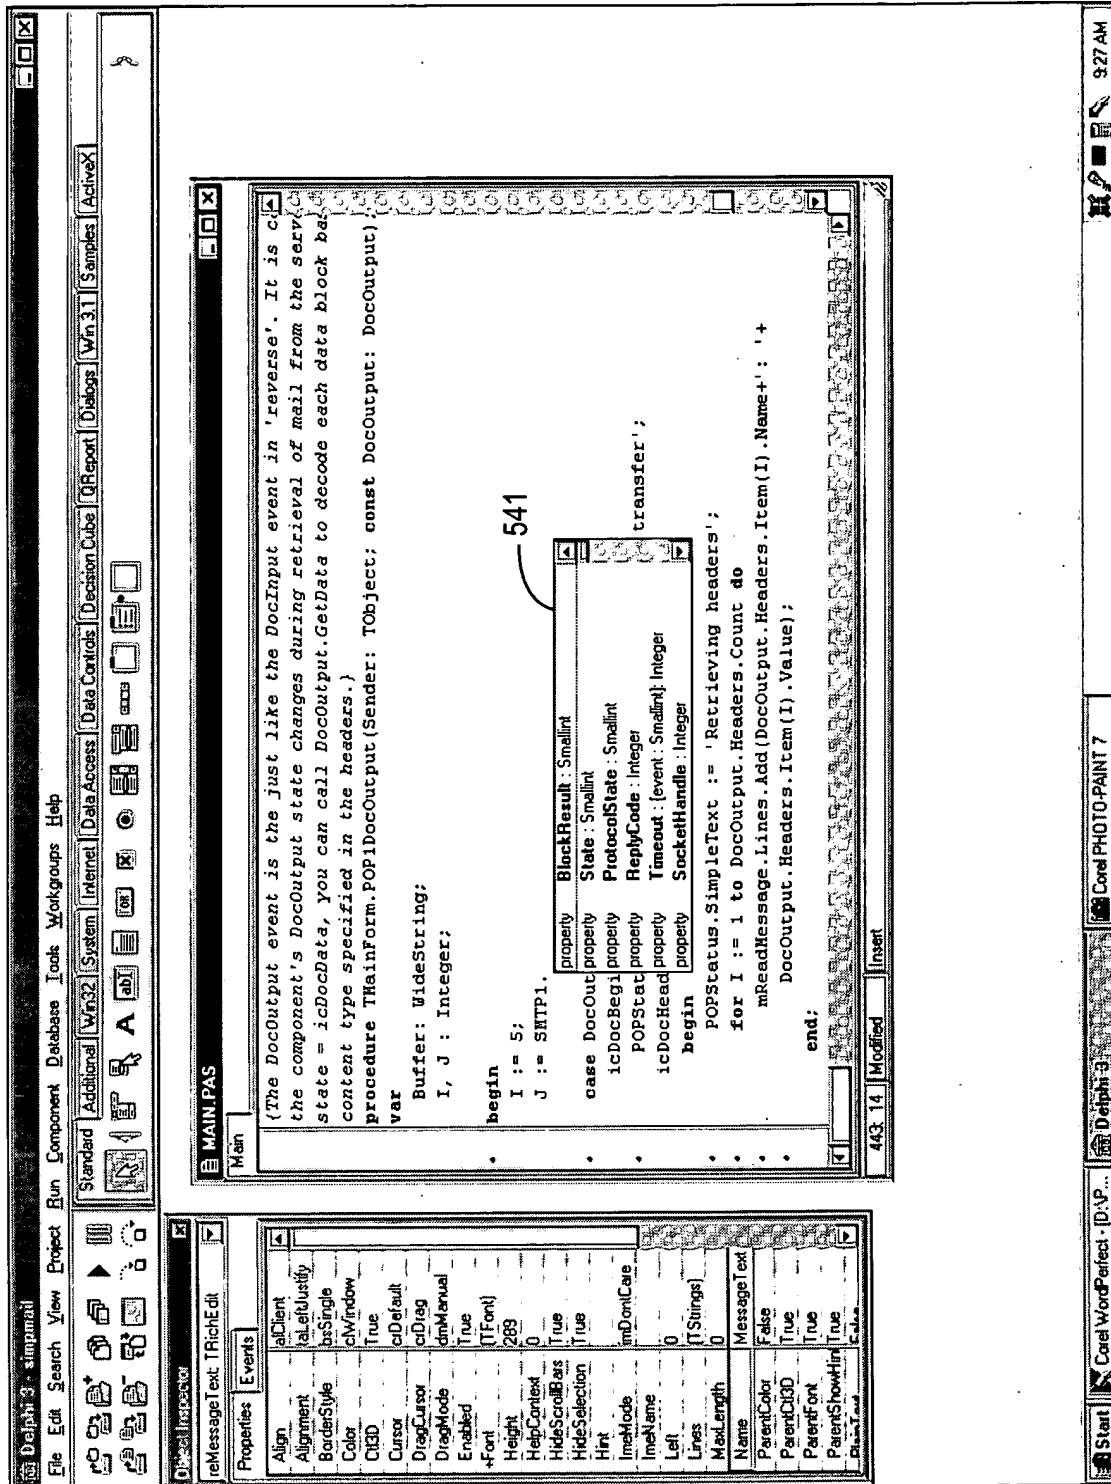 Delphi 3 - simpmail
File Edit Search View Project Run Component Database Tools Workgroups Help
Standard Additional Win32 System Internet Data Access Data Controls Decision Cube QReport Dialogs Win 3.1 Samples ActiveX
Object Inspector
reMessageText: TRichEdit
Properties Events
Align alClient
Alignment taLeftJustify
BorderStyle bsSingle
Color clWindow
Ctl3D True
Cursor crDefault
DragCursor crDrag
DragMode dmManual
Enabled True
+Font (TFont)
Height 289
HelpContext 0
HideScrollBars True
HideSelection True
Hint
ImeMode imDontCare
ImeName
Left 0
Lines (TStrings)
MaxLength 0
Name MessageText
ParentColor False
ParentCtl3D True
ParentFont True
ParentShowHint True
PlainText False
MAIN.PAS
Main
{The DocOutput event is the just like the DocInput event in 'reverse'. It is ca
the component's DocOutput state changes during retrieval of mail from the serve
state = icDocData, you can call DocOutput.GetData to decode each data block bas
content type specified in the headers.}
procedure TMainForm.POP1DocOutput(Sender: TObject; const DocOutput: DocOutput);
var
Buffer: WideString;
I, J : Integer;
begin
I := 5;
J := SMTP1.
541
property BlockResult : Smallint
property State : Smallint
property ProtocolState : Smallint
property ReplyCode : Integer
property Timeout : [event : Smallint]: Integer
property SocketHandle : Integer
case DocOut
icDocBegi
POPStat transfer';
icDocHead
begin
POPStatus.SimpleText := 'Retrieving headers';
for I := 1 to DocOutput.Headers.Count do
mReadMessage.Lines.Add(DocOutput.Headers.Item(I).Name+': '+
DocOutput.Headers.Item(I).Value);
end;
443: 14 Modified Insert
Start Corel WordPerfect - [D:\P... Delphi 3 Corel PHOTO-PAINT 7 9:27 AM